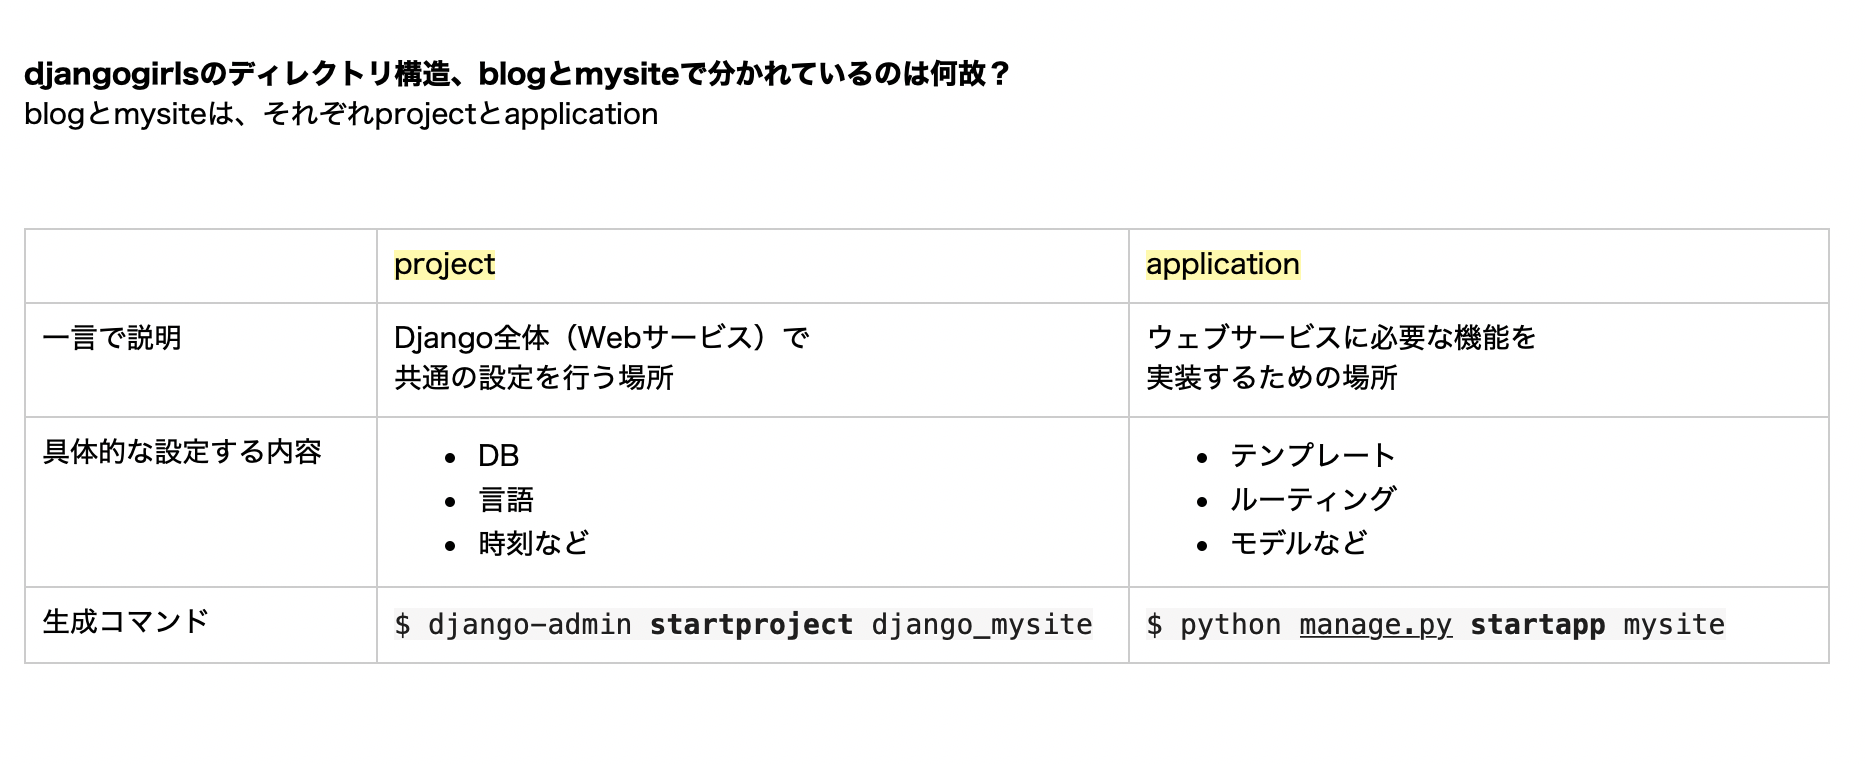 djangogirlsのディレクトリ構造、blogとmysiteで分かれているのは何故？
blogとmysiteは、それぞれprojectとapplication
project
application
一言で説明
Django全体（Webサービス）で
共通の設定を行う場所
ウェブサービスに必要な機能を
実装するための場所
具体的な設定する内容
• DB
• 言語
• 時刻など
• テンプレート
• ルーティング
• モデルなど
生成コマンド
$ django-admin startproject django_mysite
$ python manage.py startapp mysite